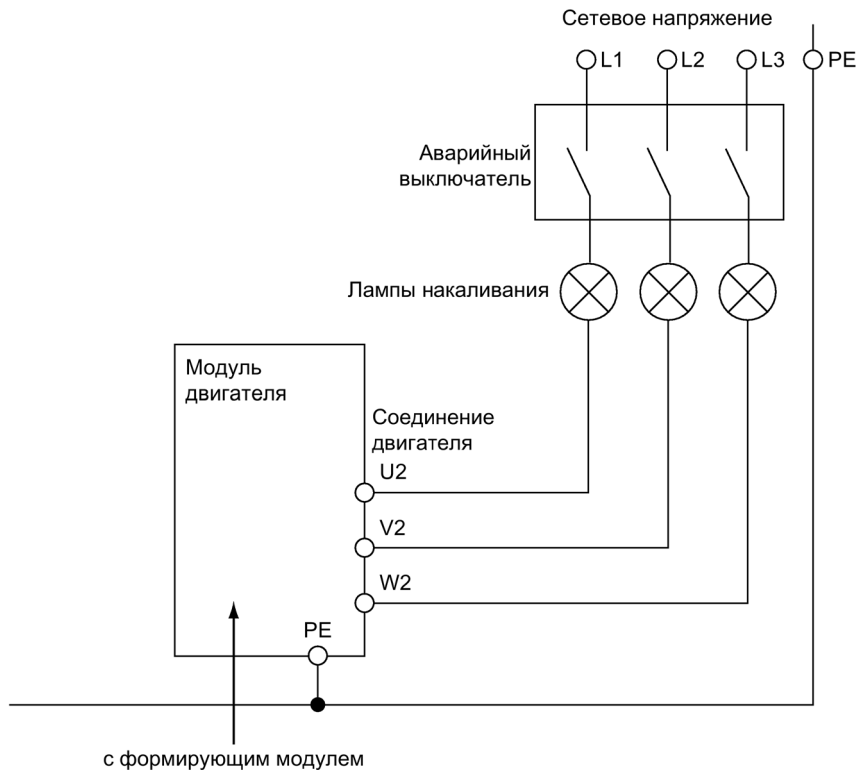 Сетевое напряжение
L1
L2
L3
PE
Аварийный
выключатель
Лампы накаливания
Модуль
двигателя
Соединение
двигателя
U2
V2
W2
PE
с формирующим модулем